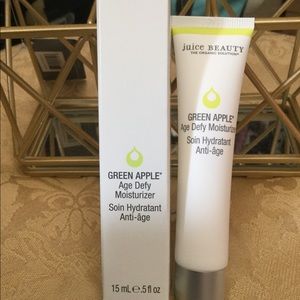 GREEN APPLE®
Age Defy
Moisturizer
Soin Hydratant
Anti-âge
15 mL ℮ .5 fl oz
juice BEAUTY
THE ORGANIC SOLUTION®
GREEN APPLE®
Age Defy Moisturizer
Soin Hydratant
Anti-âge